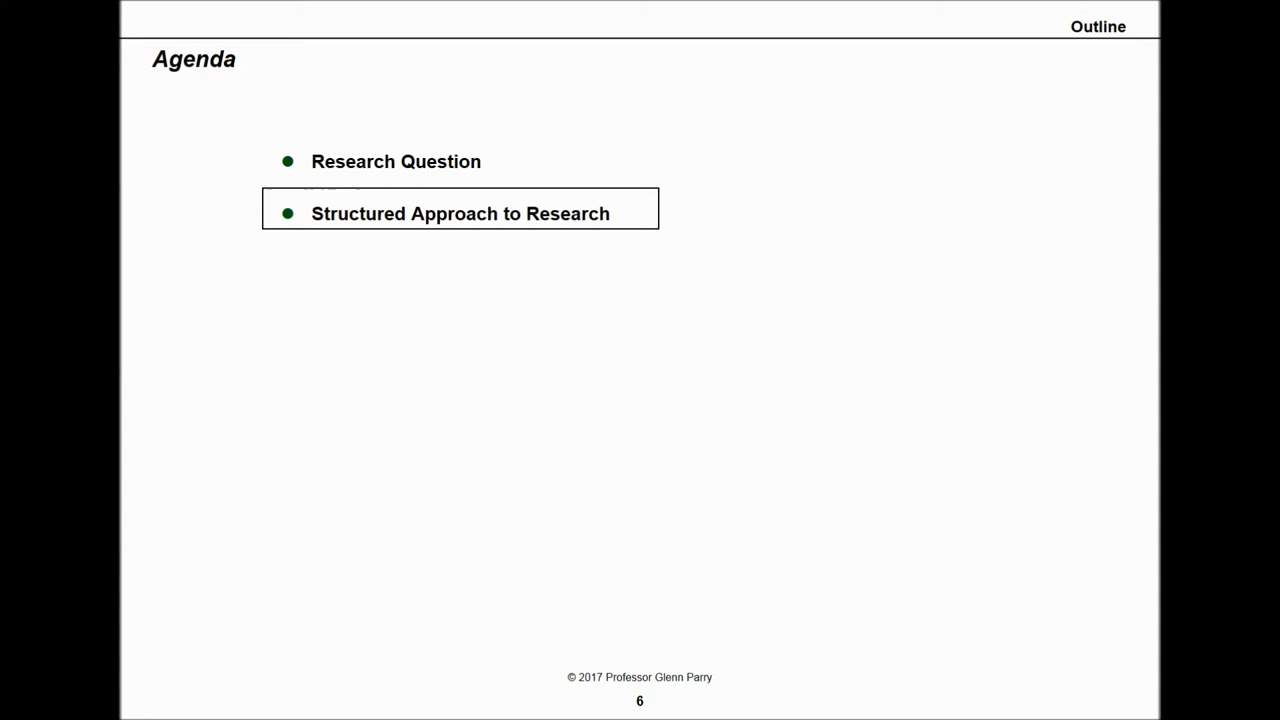 Outline
Agenda
Research Question
Structured Approach to Research
© 2017 Professor Glenn Parry
6